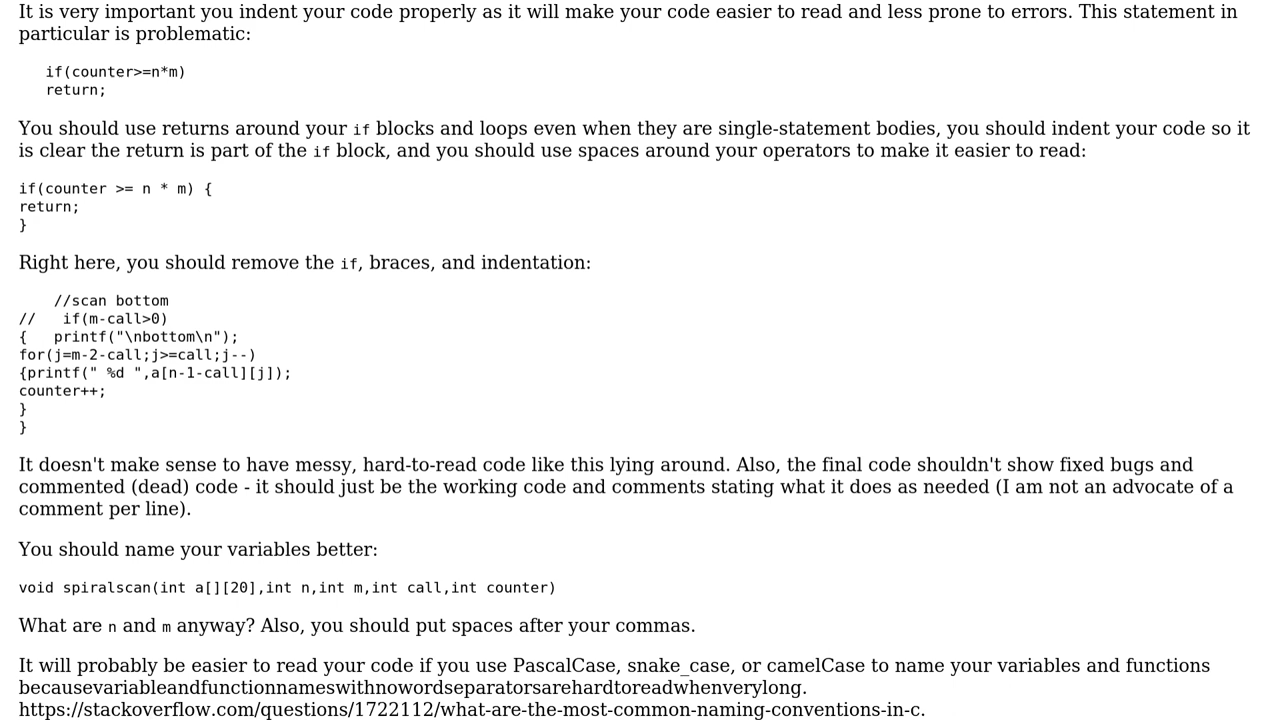 It is very important you indent your code properly as it will make your code easier to read and less prone to errors. This statement in
particular is problematic:
if(counter>=n*m)
return;
You should use returns around your if blocks and loops even when they are single-statement bodies, you should indent your code so it
is clear the return is part of the if block, and you should use spaces around your operators to make it easier to read:
if(counter >= n * m) {
return;
}
Right here, you should remove the if, braces, and indentation:
//scan bottom
//   if(m-call>0)
{   printf("\nbottom\n");
for(j=m-2-call;j>=call;j--)
{printf(" %d ",a[n-1-call][j]);
counter++;
}
}
It doesn't make sense to have messy, hard-to-read code like this lying around. Also, the final code shouldn't show fixed bugs and
commented (dead) code - it should just be the working code and comments stating what it does as needed (I am not an advocate of a
comment per line).
You should name your variables better:
void spiralscan(int a[][20],int n,int m,int call,int counter)
What are n and m anyway? Also, you should put spaces after your commas.
It will probably be easier to read your code if you use PascalCase, snake_case, or camelCase to name your variables and functions
becausevariableandfunctionnameswithnowordseparatorsarehardtoreadwhenverylong.
https://stackoverflow.com/questions/1722112/what-are-the-most-common-naming-conventions-in-c.